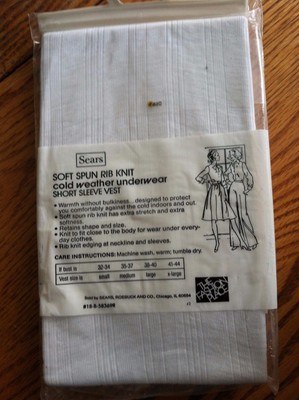 Sears
SOFT SPUN RIB KNIT
cold weather underwear
SHORT SLEEVE VEST
• Warmth without bulkiness... designed to protect
you comfortably against the cold indoors and out.
• Soft spun rib knit has extra stretch and extra
softness.
• Retains shape and size.
• Knit to fit close to the body for wear under every-
day clothes.
• Rib knit edging at neckline and sleeves.
CARE INSTRUCTIONS: Machine wash, warm; tumble dry.
If bust is 32-34 35-37 38-40 41-44
Vest size is small medium large x-large
Sold by SEARS, ROEBUCK AND CO., Chicago, IL 60684
THE
FASHION
PLACE